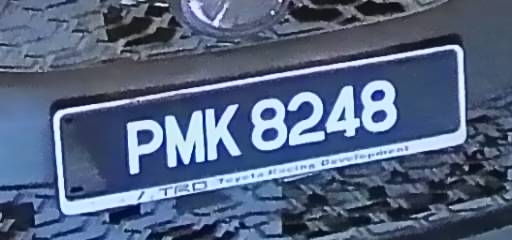 PMK 8248
TRD Toyota Racing Development